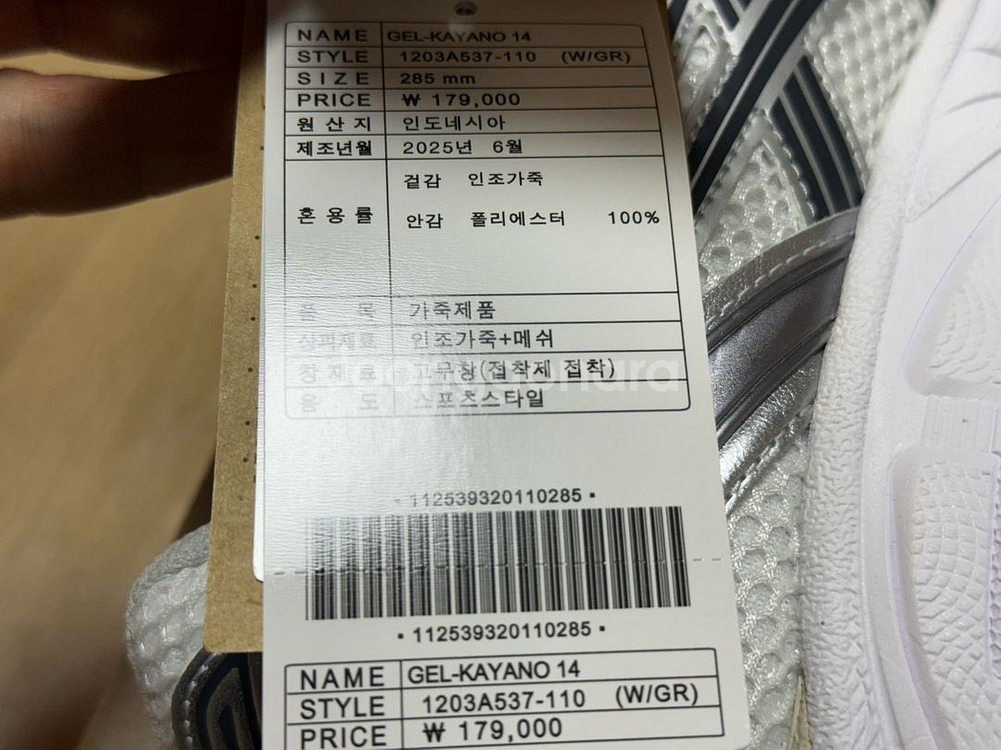 NAME GEL-KAYANO 14
STYLE 1203A537-110 (W/GR)
SIZE 285 mm
PRICE ₩ 179,000
원산지 인도네시아
제조년월 2025년 6월
혼용률 겉감 인조가죽
안감 폴리에스터 100%
품 목 가죽제품
상피재료 인조가죽+메쉬
창재료 고무창(접착제 접착)
용 도 스포츠스타일
112539320110285
112539320110285
NAME GEL-KAYANO 14
STYLE 1203A537-110 (W/GR)
PRICE ₩ 179,000